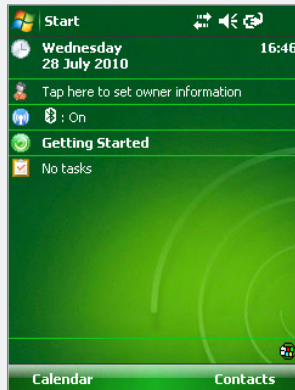 Start
Wednesday 16:46
28 July 2010
Tap here to set owner information
: On
Getting Started
No tasks
Calendar Contacts